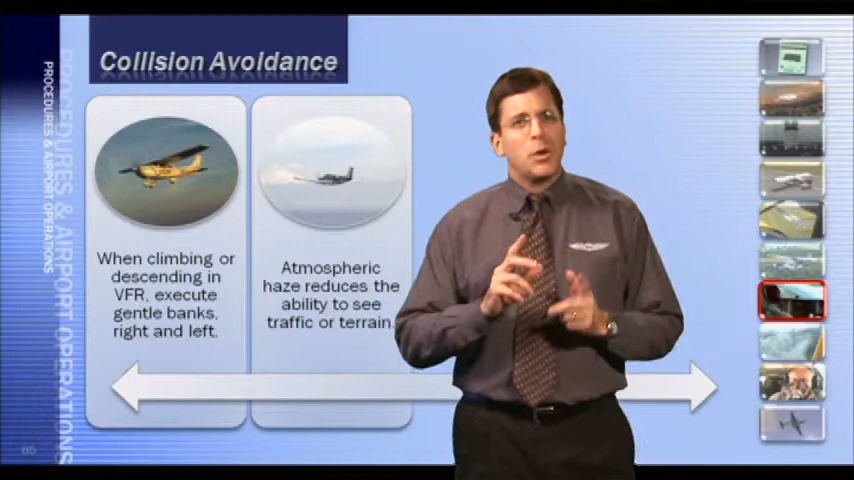 Collision Avoidance
PROCEDURES & AIRPORT OPERATIONS
PROCEDURES & AIRPORT OPERATIONS
When climbing or
descending in
VFR, execute
gentle banks,
right and left.
Atmospheric
haze reduces the
ability to see
traffic or terrain.